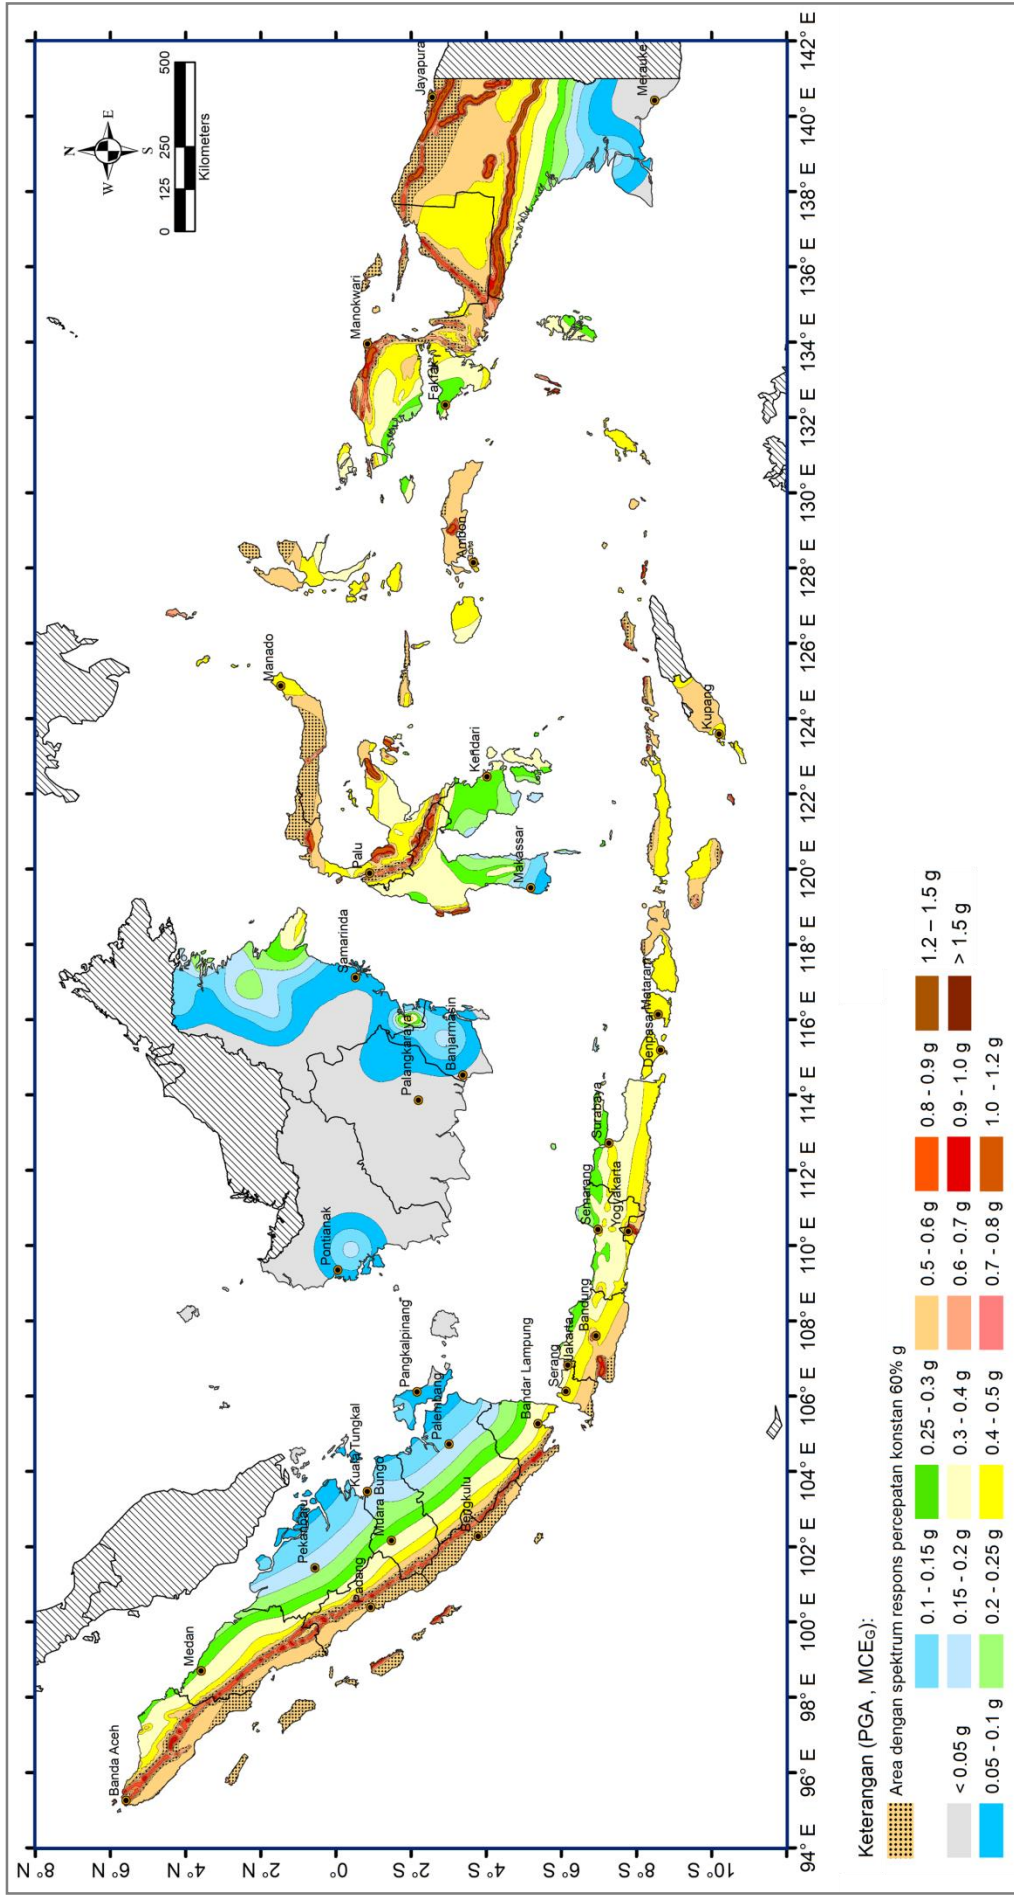 8° N
6° N
4° N
2° N
0°
2° S
4° S
6° S
8° S
10° S
94° E
96° E
98° E
100° E
102° E
104° E
106° E
108° E
110° E
112° E
114° E
116° E
118° E
120° E
122° E
124° E
126° E
128° E
130° E
132° E
134° E
136° E
138° E
140° E
142° E
N
W
E
S
0
125
250
500
Kilometers
Banda Aceh
Medan
Pekanbaru
Padang
Kuala Tungkal
Muara Bungo
Bengkulu
Palembang
Pangkalpinang
Bandar Lampung
Serang
Jakarta
Bandung
Semarang
Yogyakarta
Surabaya
Denpasar
Mataram
Kupang
Pontianak
Palangkaraya
Banjarmasin
Samarinda
Palu
Makassar
Kendari
Manado
Ambon
Fakfak
Manokwari
Jayapura
Merauke
Keterangan (PGA , MCEG):
Area dengan spektrum respons percepatan konstan 60% g
< 0.05 g
0.05 - 0.1 g
0.1 - 0.15 g
0.15 - 0.2 g
0.2 - 0.25 g
0.25 - 0.3 g
0.3 - 0.4 g
0.4 - 0.5 g
0.5 - 0.6 g
0.6 - 0.7 g
0.7 - 0.8 g
0.8 - 0.9 g
0.9 - 1.0 g
1.0 - 1.2 g
1.2 – 1.5 g
> 1.5 g